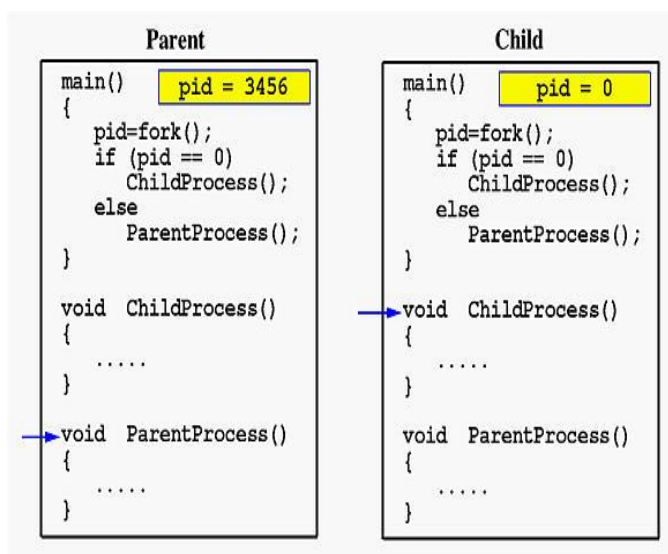 Parent
main() pid = 3456
{
pid=fork();
if (pid == 0)
ChildProcess();
else
ParentProcess();
}
void ChildProcess()
{
.....
}
void ParentProcess()
{
.....
}
Child
main() pid = 0
{
pid=fork();
if (pid == 0)
ChildProcess();
else
ParentProcess();
}
void ChildProcess()
{
.....
}
void ParentProcess()
{
.....
}